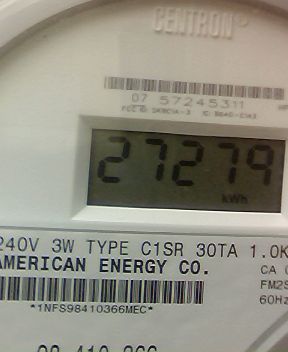 CENTRON®
07 57245311
27279
kWh
240V 3W TYPE C1SR 30TA 1.0K
AMERICAN ENERGY CO.
CA
FM2S
60Hz
*1NFS98410366MEC*